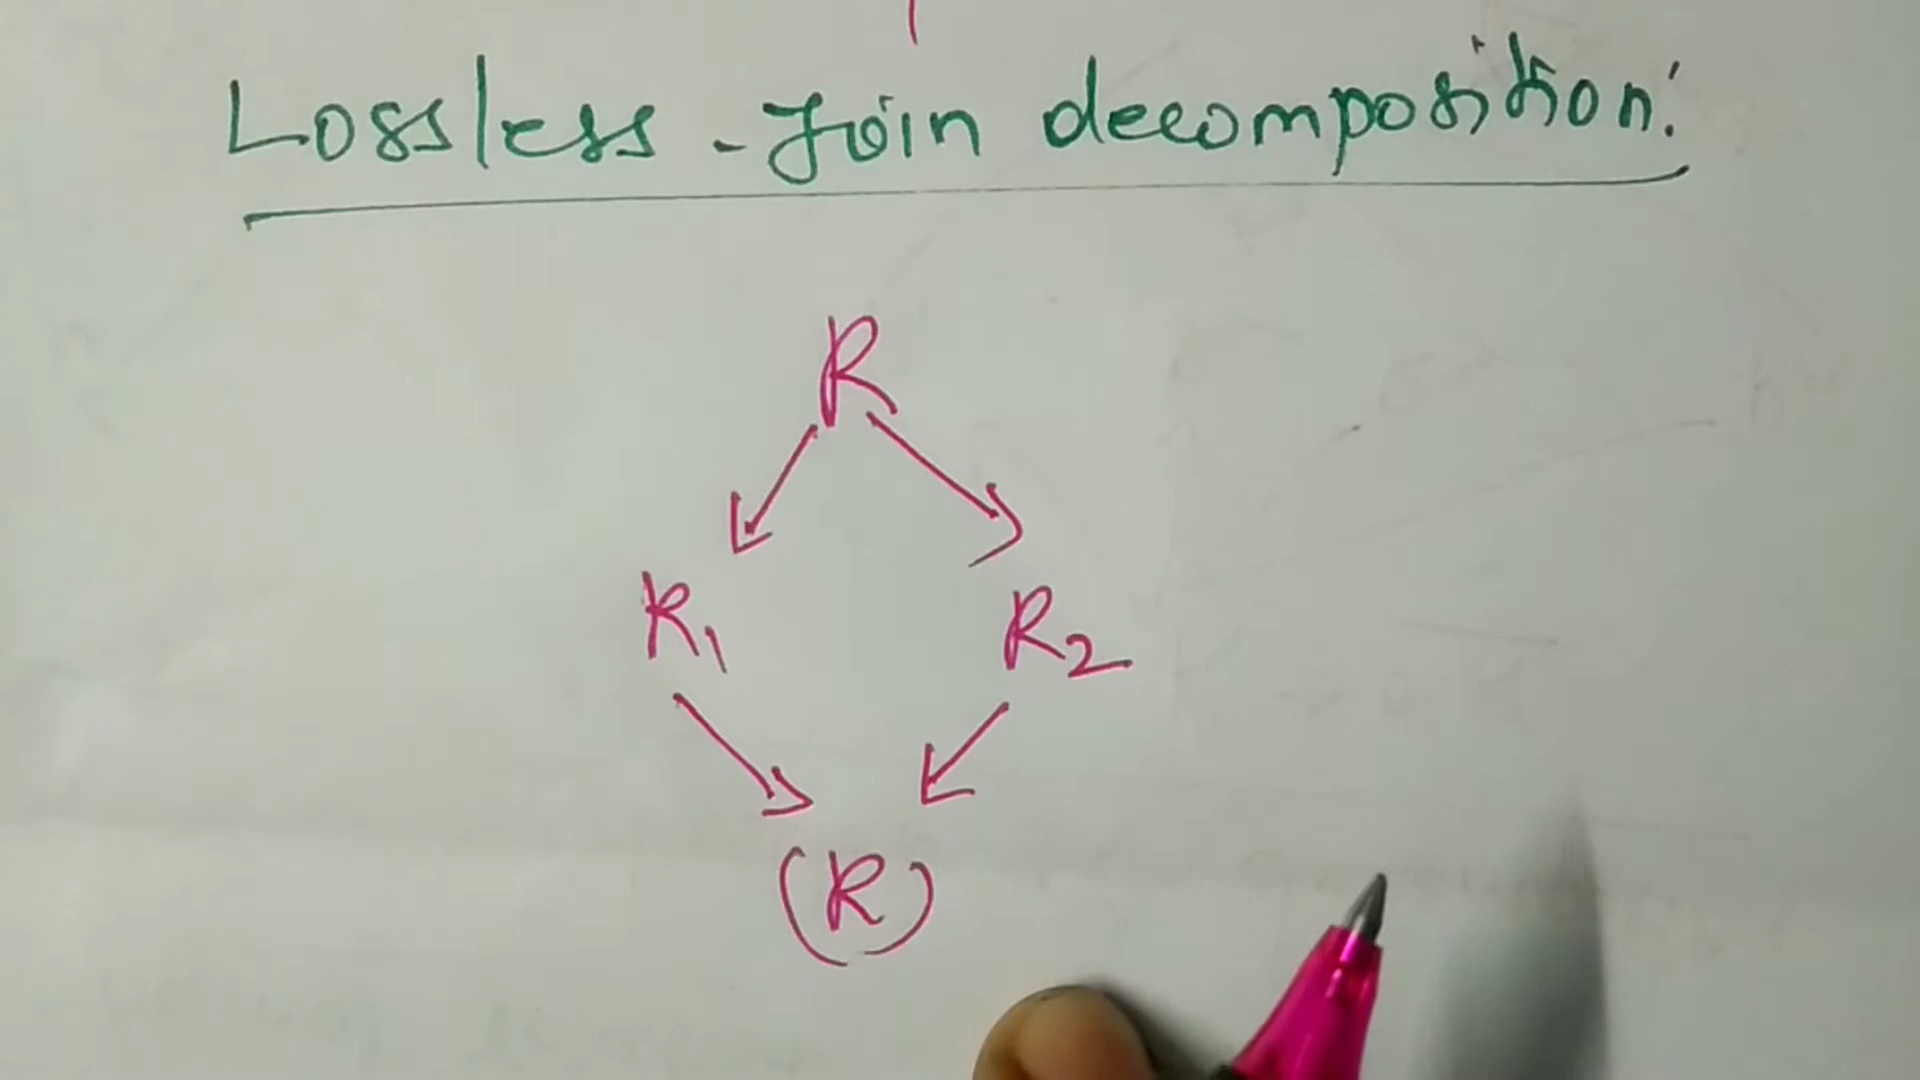 Lossless - Join decomposition:
R
R1 R2
(R)